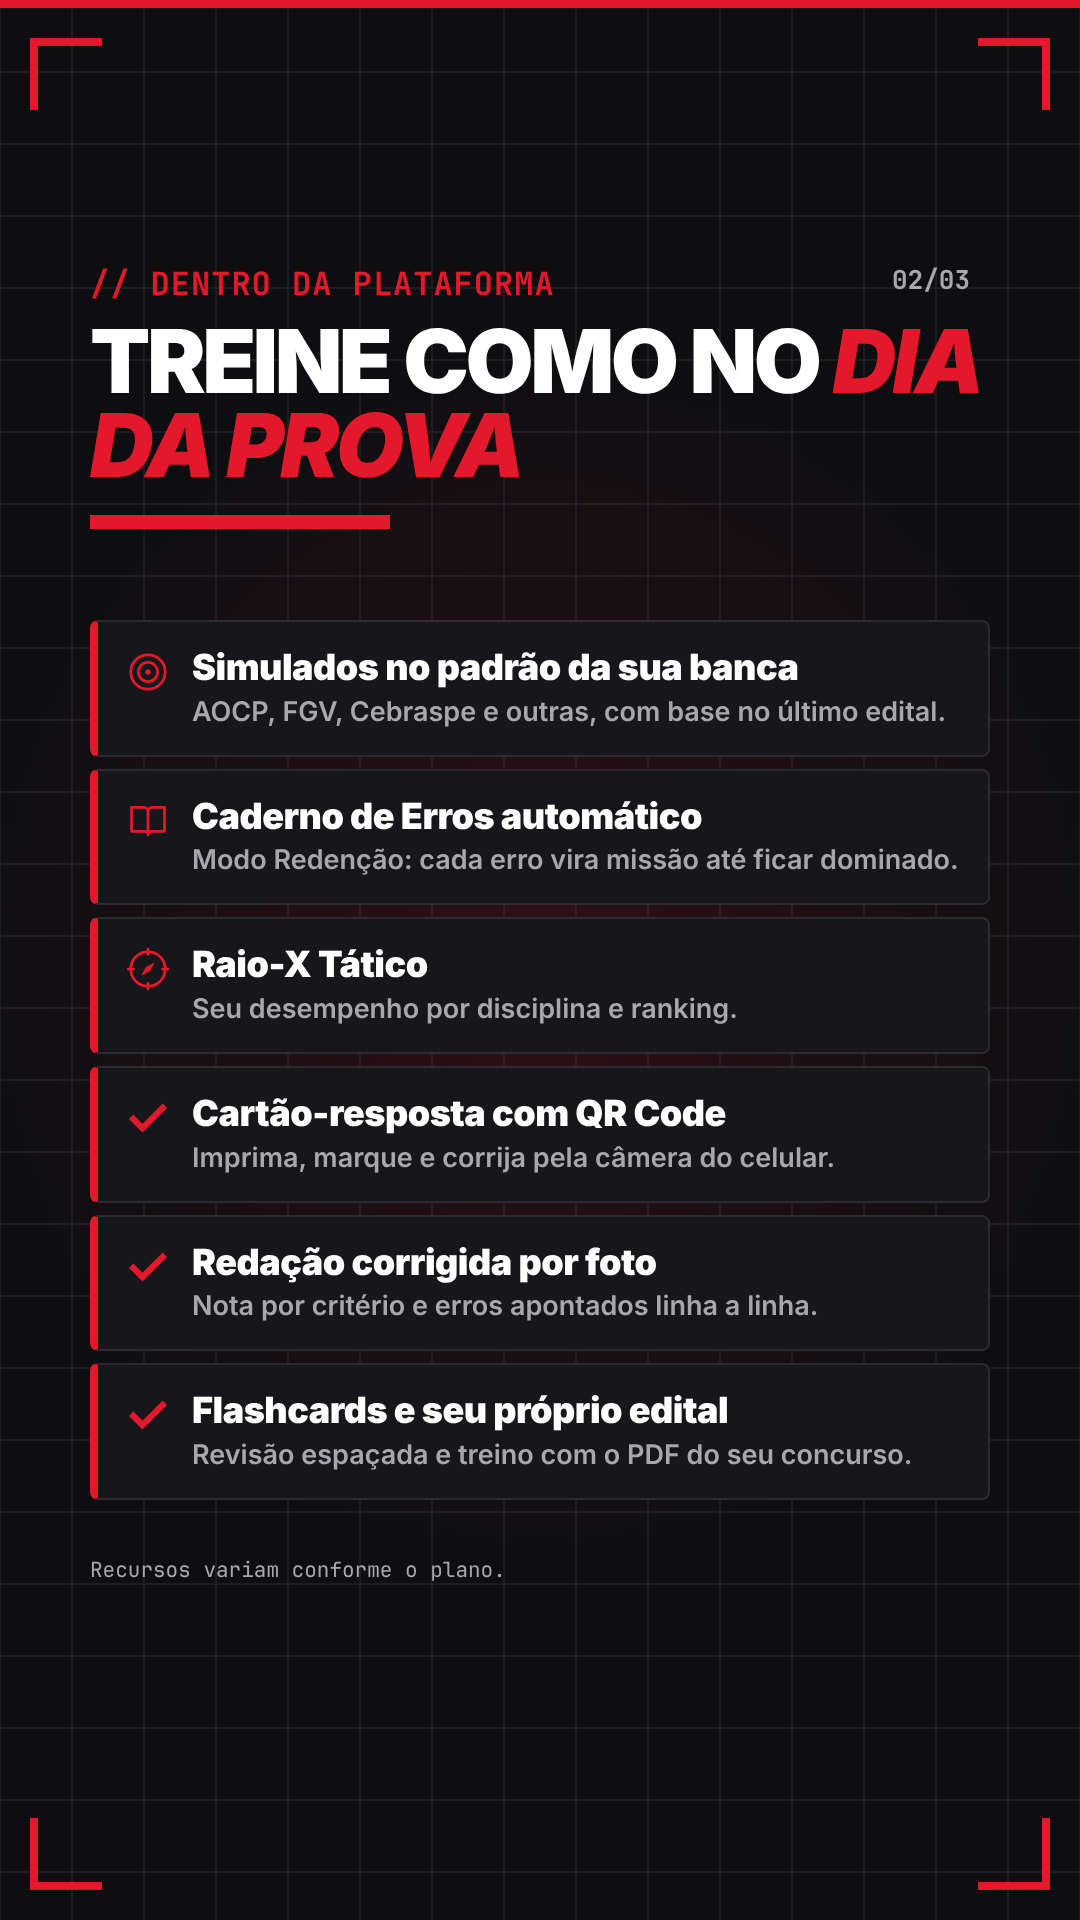 // DENTRO DA PLATAFORMA
02/03
TREINE COMO NO DIA
DA PROVA
Simulados no padrão da sua banca
AOCP, FGV, Cebraspe e outras, com base no último edital.
Caderno de Erros automático
Modo Redenção: cada erro vira missão até ficar dominado.
Raio-X Tático
Seu desempenho por disciplina e ranking.
Cartão-resposta com QR Code
Imprima, marque e corrija pela câmera do celular.
Redação corrigida por foto
Nota por critério e erros apontados linha a linha.
Flashcards e seu próprio edital
Revisão espaçada e treino com o PDF do seu concurso.
Recursos variam conforme o plano.